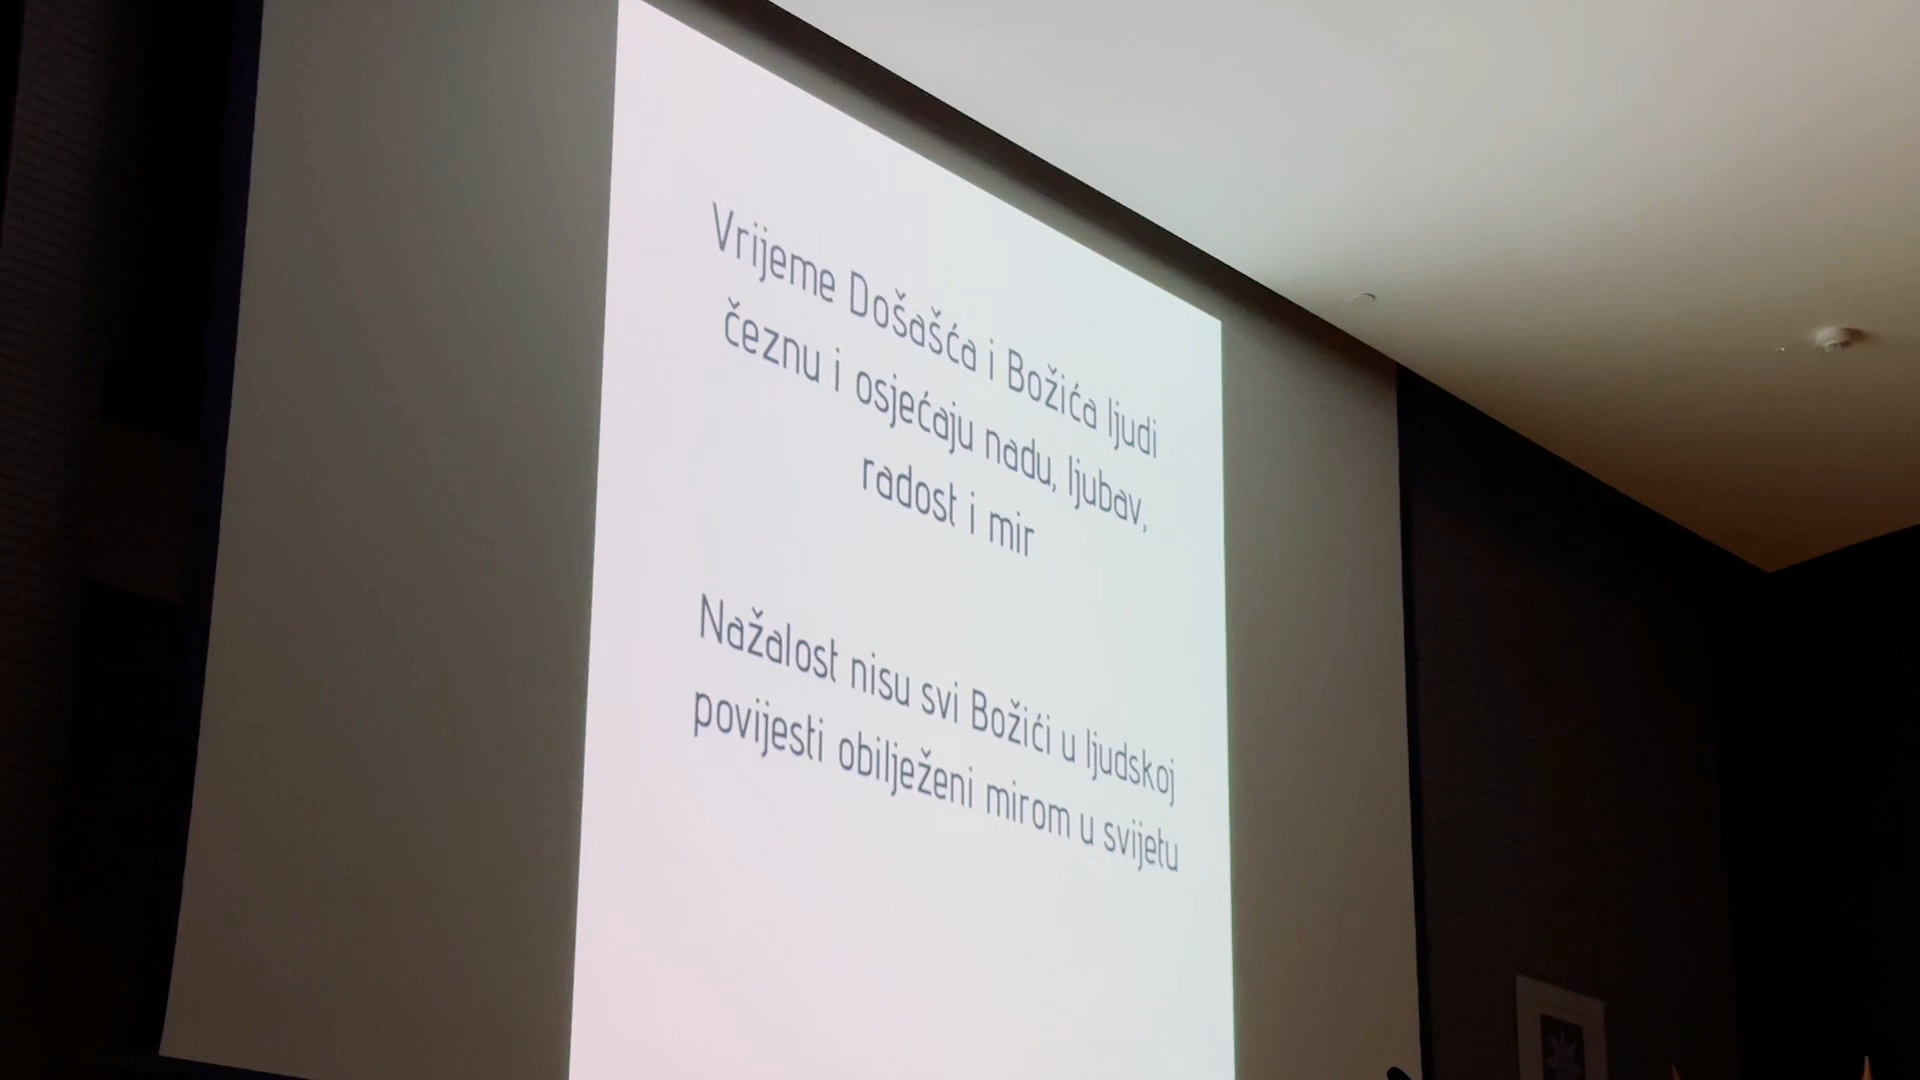 Vrijeme Došašća i Božića ljudi
čeznu i osjećaju nadu, ljubav,
radost i mir
Nažalost nisu svi Božići u ljudskoj
povijesti obilježeni mirom u svijetu